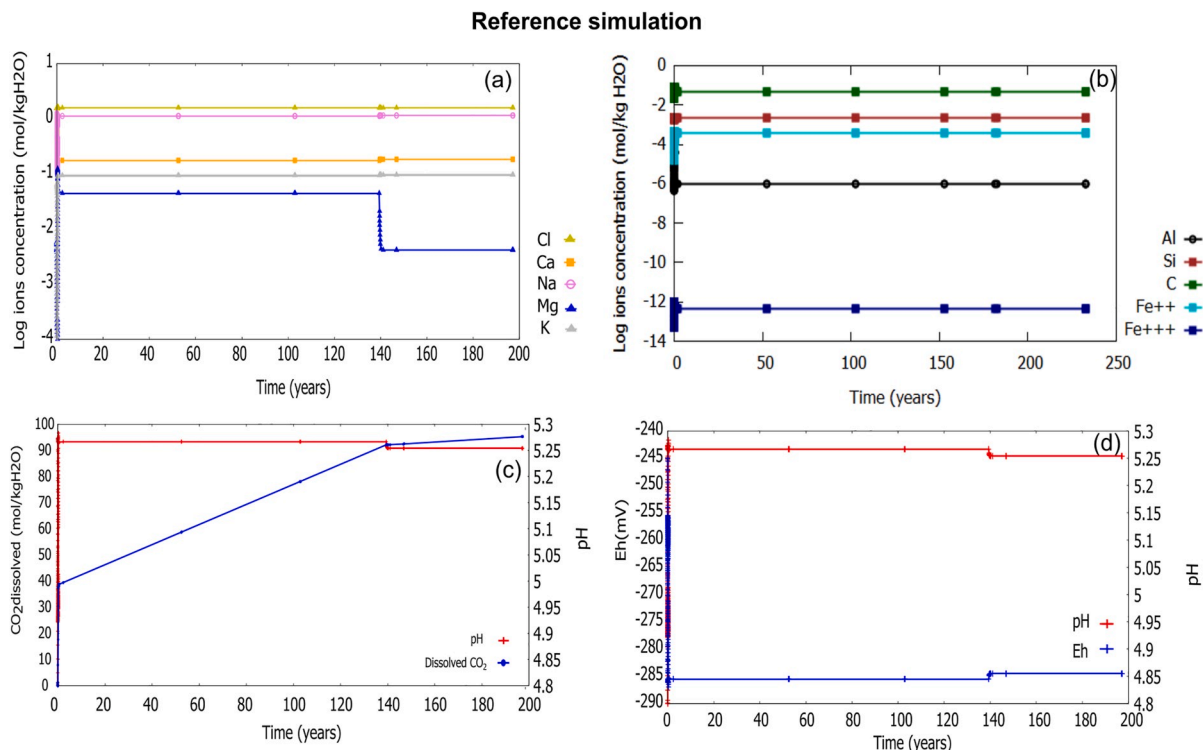 Reference simulation
(a)
Log ions concentration (mol/kgH2O)
1
0
-1
-2
-3
-4
0 20 40 60 80 100 120 140 160 180 200
Time (years)
Cl
Ca
Na
Mg
K
(b)
Log ions concentration (mol/kg H2O)
0
-2
-4
-6
-8
-10
-12
-14
0 50 100 150 200 250
Time (years)
Al
Si
C
Fe++
Fe+++
(c)
CO2dissolved (mol/kgH2O)
100
90
80
70
60
50
40
30
20
10
0
5.3
5.25
5.2
5.15
5.1
5.05
5
4.95
4.9
4.85
4.8
pH
pH
Dissolved CO2
0 20 40 60 80 100 120 140 160 180 200
Time (years)
(d)
Eh(mV)
-240
-245
-250
-255
-260
-265
-270
-275
-280
-285
-290
5.3
5.25
5.2
5.15
5.1
5.05
5
4.95
4.9
4.85
4.8
pH
pH
Eh
0 20 40 60 80 100 120 140 160 180 200
Time (years)